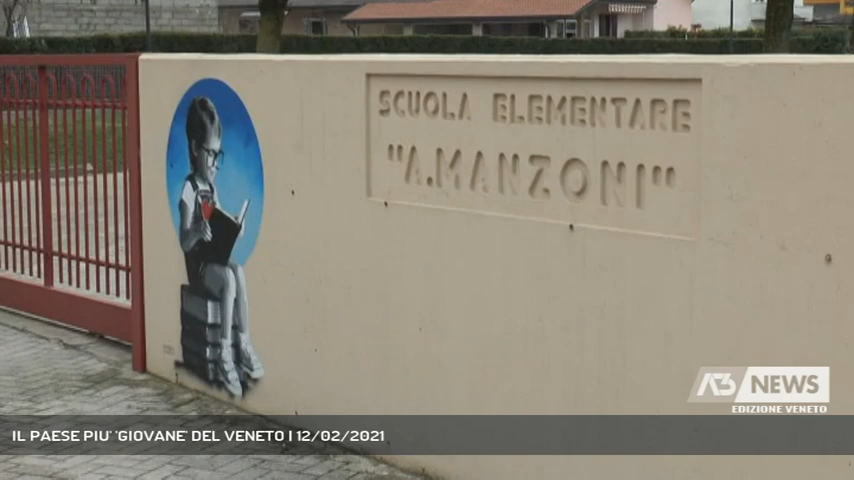 SCUOLA ELEMENTARE
"A.MANZONI"
A3 NEWS
EDIZIONE VENETO
IL PAESE PIU' 'GIOVANE' DEL VENETO | 12/02/2021